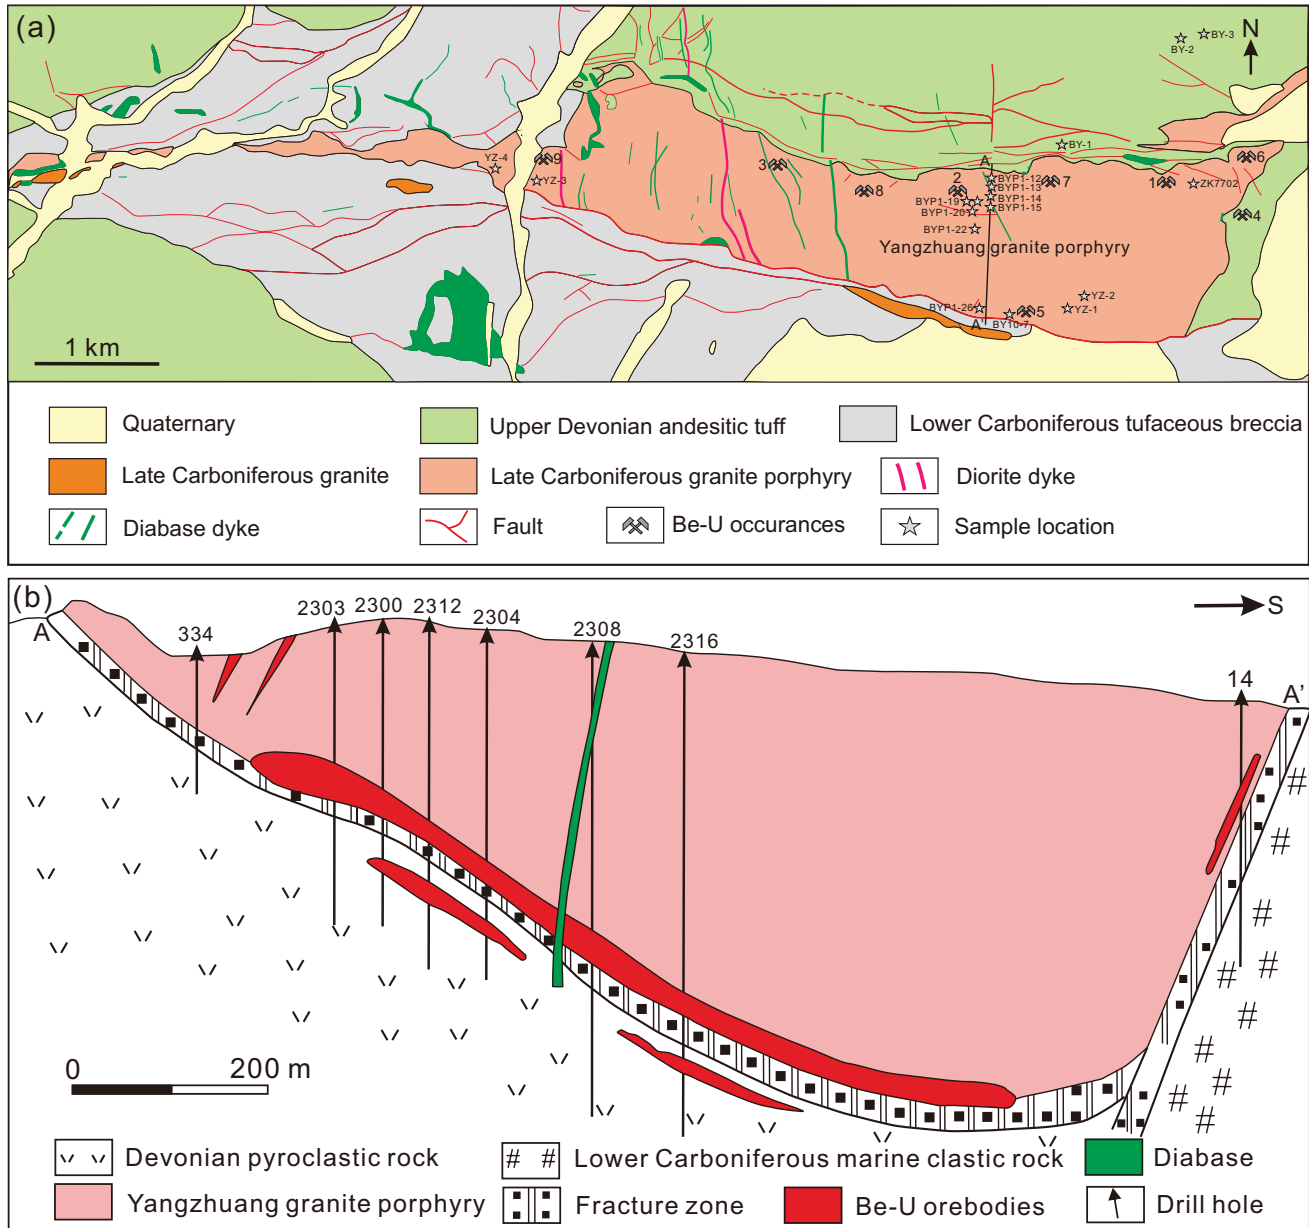 (a)
BY-3
BY-2
N
BY-1
YZ-4
9
YZ-3
3
8
2
A
BYP1-12
BYP1-13
BYP1-14
BYP1-15
BYP1-19
BYP1-20
BYP1-22
7
1
ZK7702
6
4
Yangzhuang granite porphyry
BYP1-26
A'
BY10-7
5
YZ-2
YZ-1
1 km
Quaternary
Upper Devonian andesitic tuff
Lower Carboniferous tufaceous breccia
Late Carboniferous granite
Late Carboniferous granite porphyry
Diorite dyke
Diabase dyke
Fault
Be-U occurances
Sample location
(b)
S
A
334
2303
2300
2312
2304
2308
2316
14
A'
0 200 m
Devonian pyroclastic rock
Lower Carboniferous marine clastic rock
Diabase
Yangzhuang granite porphyry
Fracture zone
Be-U orebodies
Drill hole